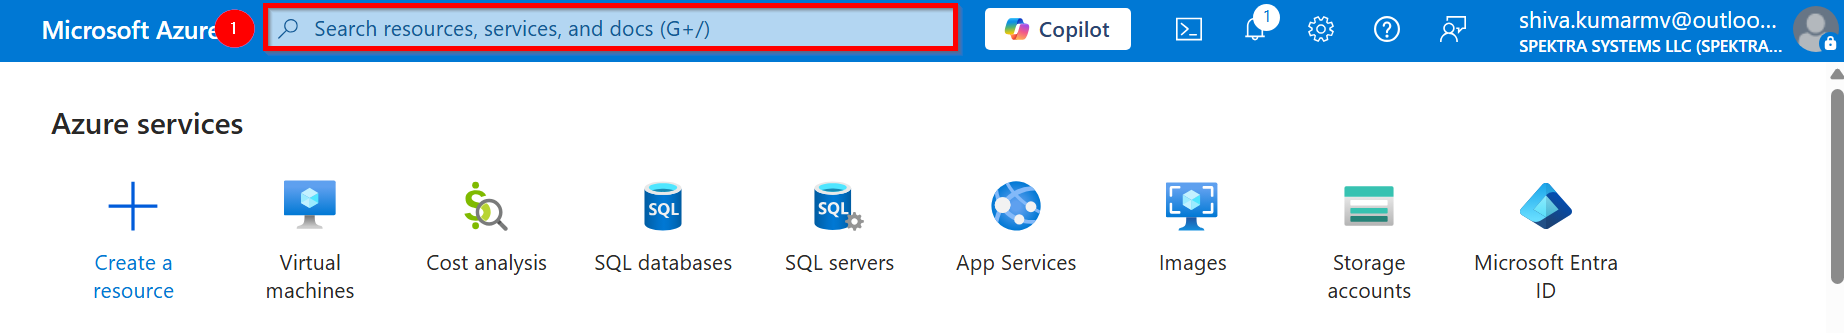 Microsoft Azure
1
Search resources, services, and docs (G+/)
Copilot
1
shiva.kumarmv@outloo...
SPEKTRA SYSTEMS LLC (SPEKTRA...
Azure services
Create a
resource
Virtual
machines
Cost analysis
SQL
SQL databases
SQL
SQL servers
App Services
Images
Storage
accounts
Microsoft Entra
ID